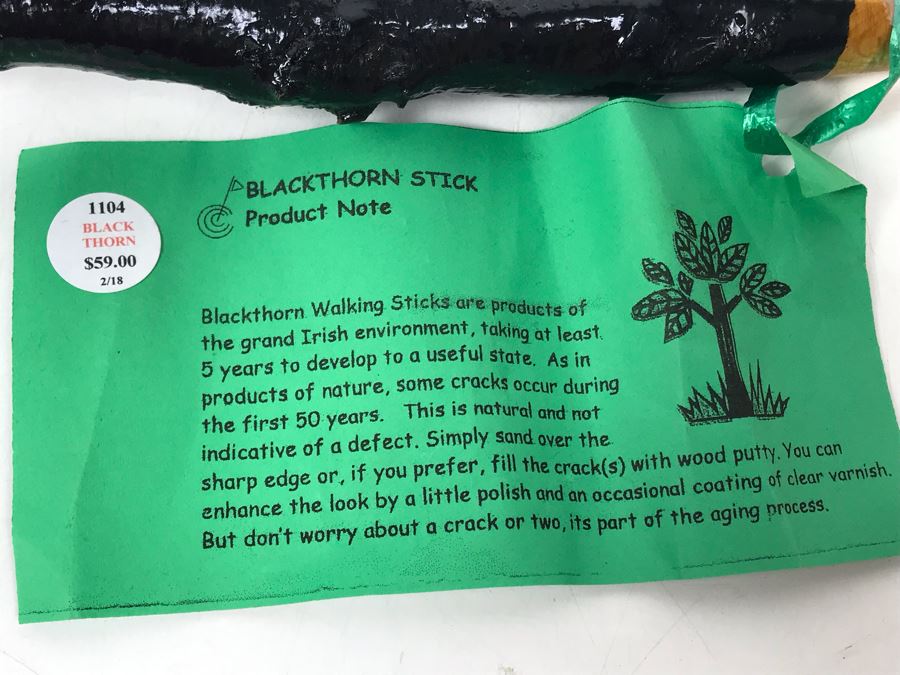 BLACKTHORN STICK
Product Note
1104
BLACK
THORN
$59.00
2/18
Blackthorn Walking Sticks are products of
the grand Irish environment, taking at least
5 years to develop to a useful state. As in
products of nature, some cracks occur during
the first 50 years. This is natural and not
indicative of a defect. Simply sand over the
sharp edge or, if you prefer, fill the crack(s) with wood putty. You can
enhance the look by a little polish and an occasional coating of clear varnish.
But don't worry about a crack or two, its part of the aging process.